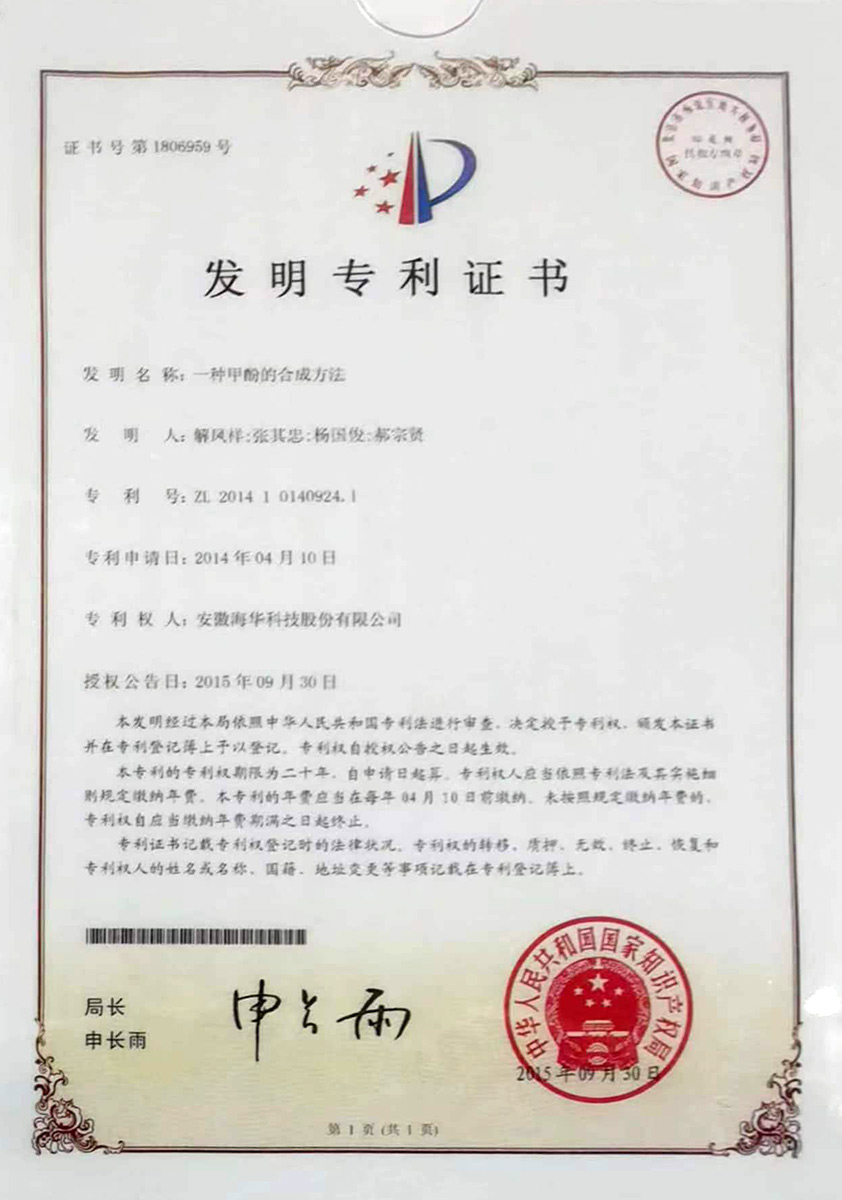 证书号第1806959号
发明专利证书
发明名称：一种甲酚的合成方法
发明人：解凤祥;张其忠;杨国俊;郝宗贤
专利号：ZL 2014 1 0140924.1
专利申请日：2014年04月10日
专利权人：安徽海华科技股份有限公司
授权公告日：2015年09月30日
本发明经过本局依照中华人民共和国专利法进行审查，决定授予专利权，颁发本证书
并在专利登记簿上予以登记。专利权自授权公告之日起生效。
本专利的专利权期限为二十年，自申请日起算。专利权人应当依照专利法及其实施细
则规定缴纳年费。本专利的年费应当在每年04月10日前缴纳。未按照规定缴纳年费的，
专利权自应当缴纳年费期满之日起终止。
专利证书记载专利权登记时的法律状况。专利权的转移、质押、无效、终止、恢复和
专利权人的姓名或名称、国籍、地址变更等事项记载在专利登记簿上。
局长
申长雨
申长雨
中华人民共和国国家知识产权局
2015年09月30日
第1页(共1页)